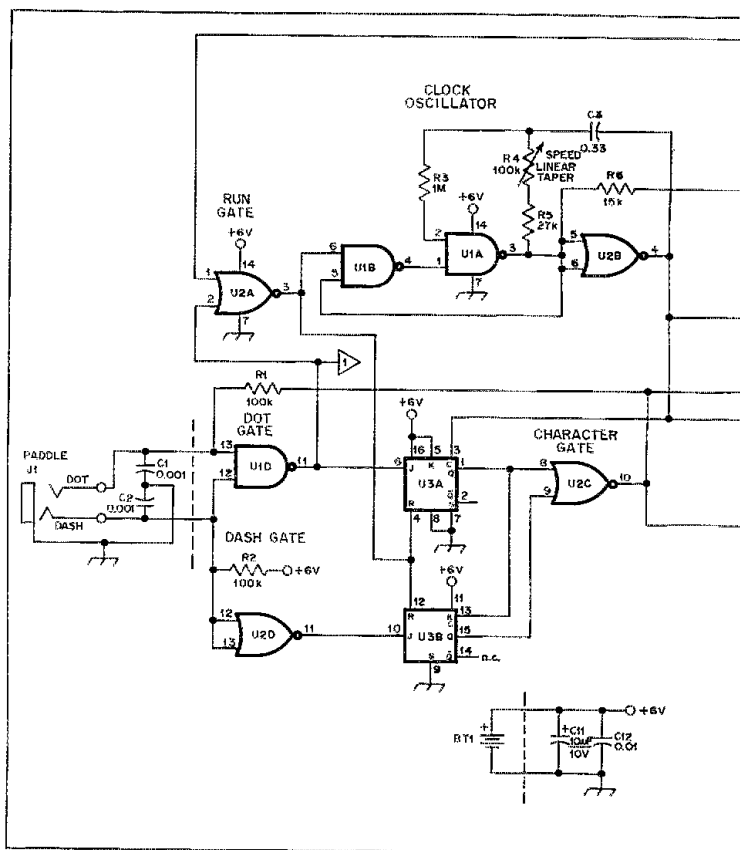 CLOCK
OSCILLATOR
C3
0.33
R4
100k
SPEED
LINEAR
TAPER
R3
1M
R6
15k
RUN
GATE
+6V
+6V
14
14
R5
27k
6
2
5
1
U1B
4
1
U1A
3
U2B
4
5
6
2
U2A
3
7
7
1
R1
100k
+6V
DOT
GATE
16
5
3
CHARACTER
GATE
PADDLE
J1
DOT
C1
0.001
13
U1D
11
6
J
K
C
Q
1
8
U2C
10
12
U3A
Q
2
9
C2
0.001
R
S
DASH
4
8
7
DASH GATE
R2
100k
+6V
+6V
12
11
13
12
R
K
C
U2D
11
10
J
U3B
Q
15
13
S
Q
14
n.c.
9
+6V
BT1
+
+
C11
10µF
10V
C12
0.01